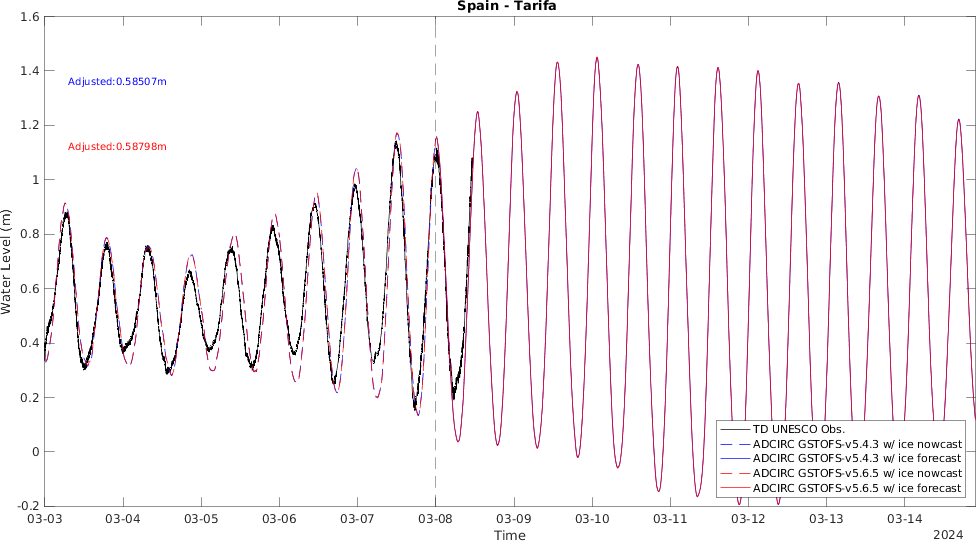 Spain - Tarifa
1.6
1.4
1.2
1
0.8
0.6
0.4
0.2
0
-0.2
Water Level (m)
Adjusted:0.58507m
Adjusted:0.58798m
TD UNESCO Obs.
ADCIRC GSTOFS-v5.4.3 w/ ice nowcast
ADCIRC GSTOFS-v5.4.3 w/ ice forecast
ADCIRC GSTOFS-v5.6.5 w/ ice nowcast
ADCIRC GSTOFS-v5.6.5 w/ ice forecast
03-03 03-04 03-05 03-06 03-07 03-08 03-09 03-10 03-11 03-12 03-13 03-14
Time
2024